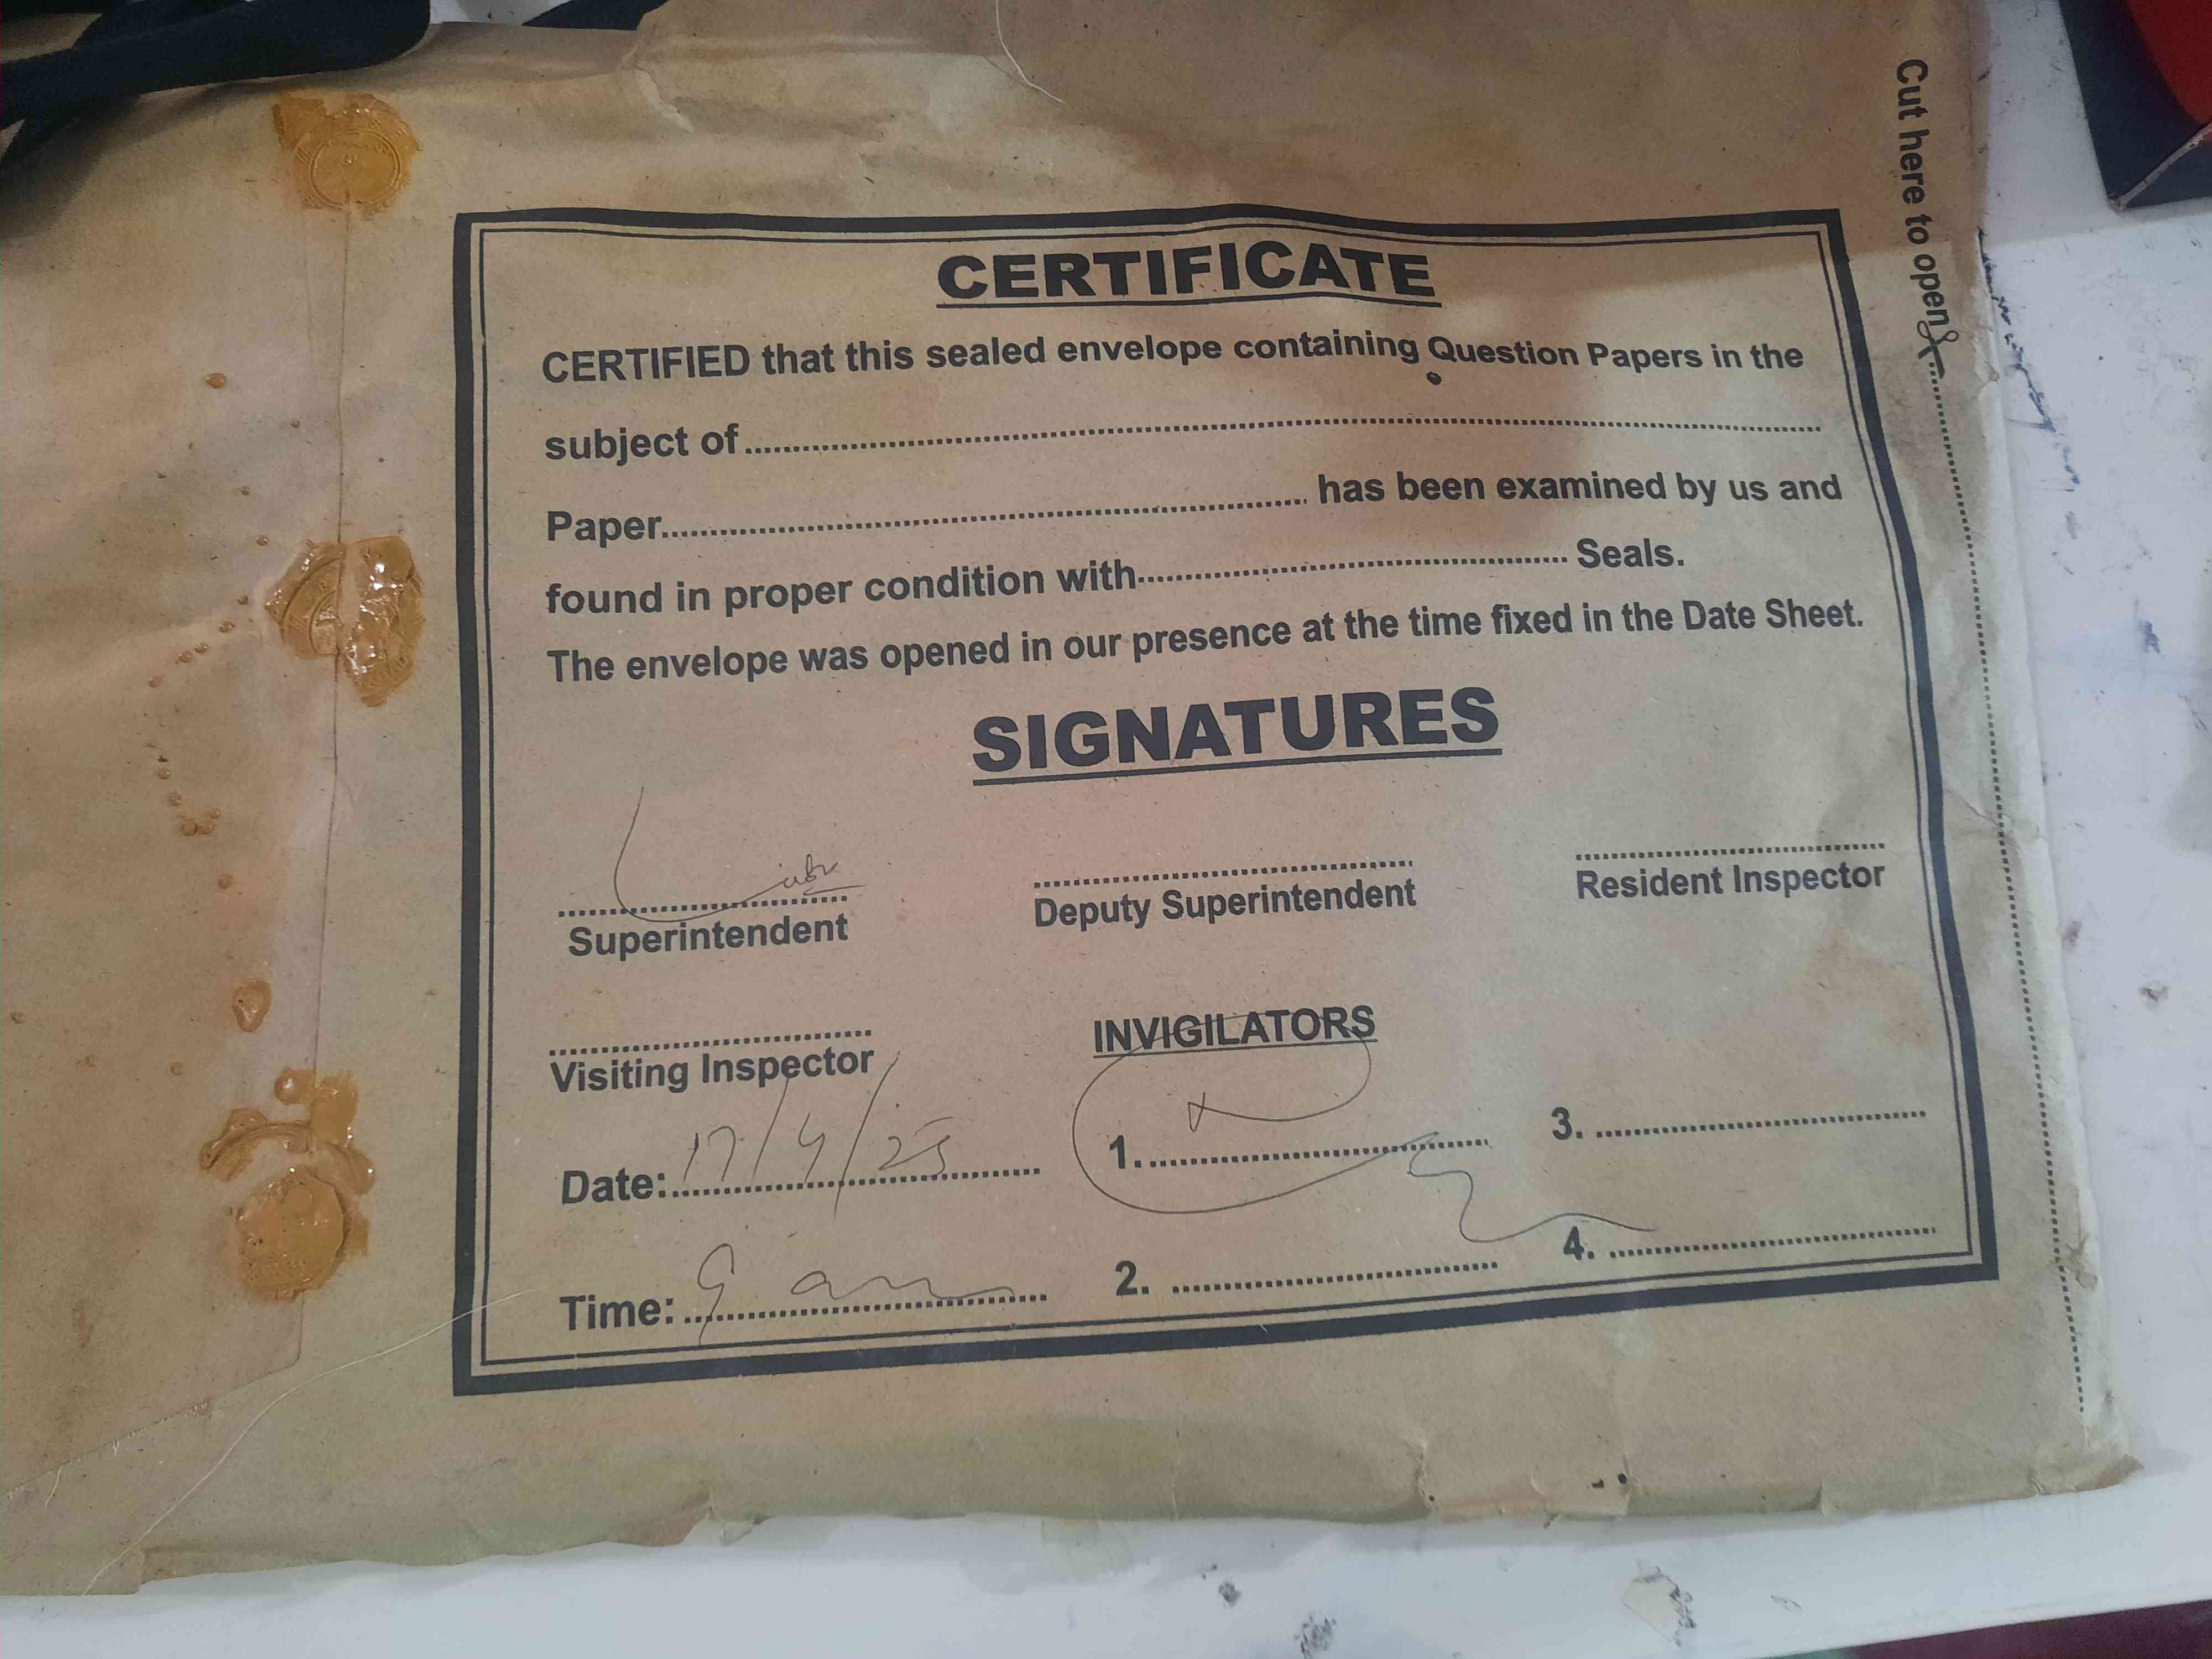 Cut here to open
CERTIFICATE
CERTIFIED that this sealed envelope containing Question Papers in the
subject of
Paper has been examined by us and
found in proper condition with Seals.
The envelope was opened in our presence at the time fixed in the Date Sheet.
SIGNATURES
Superintendent Deputy Superintendent Resident Inspector
Visiting Inspector INVIGILATORS
Date: 17/4/25 1. 3.
Time: 9 am 2. 4.